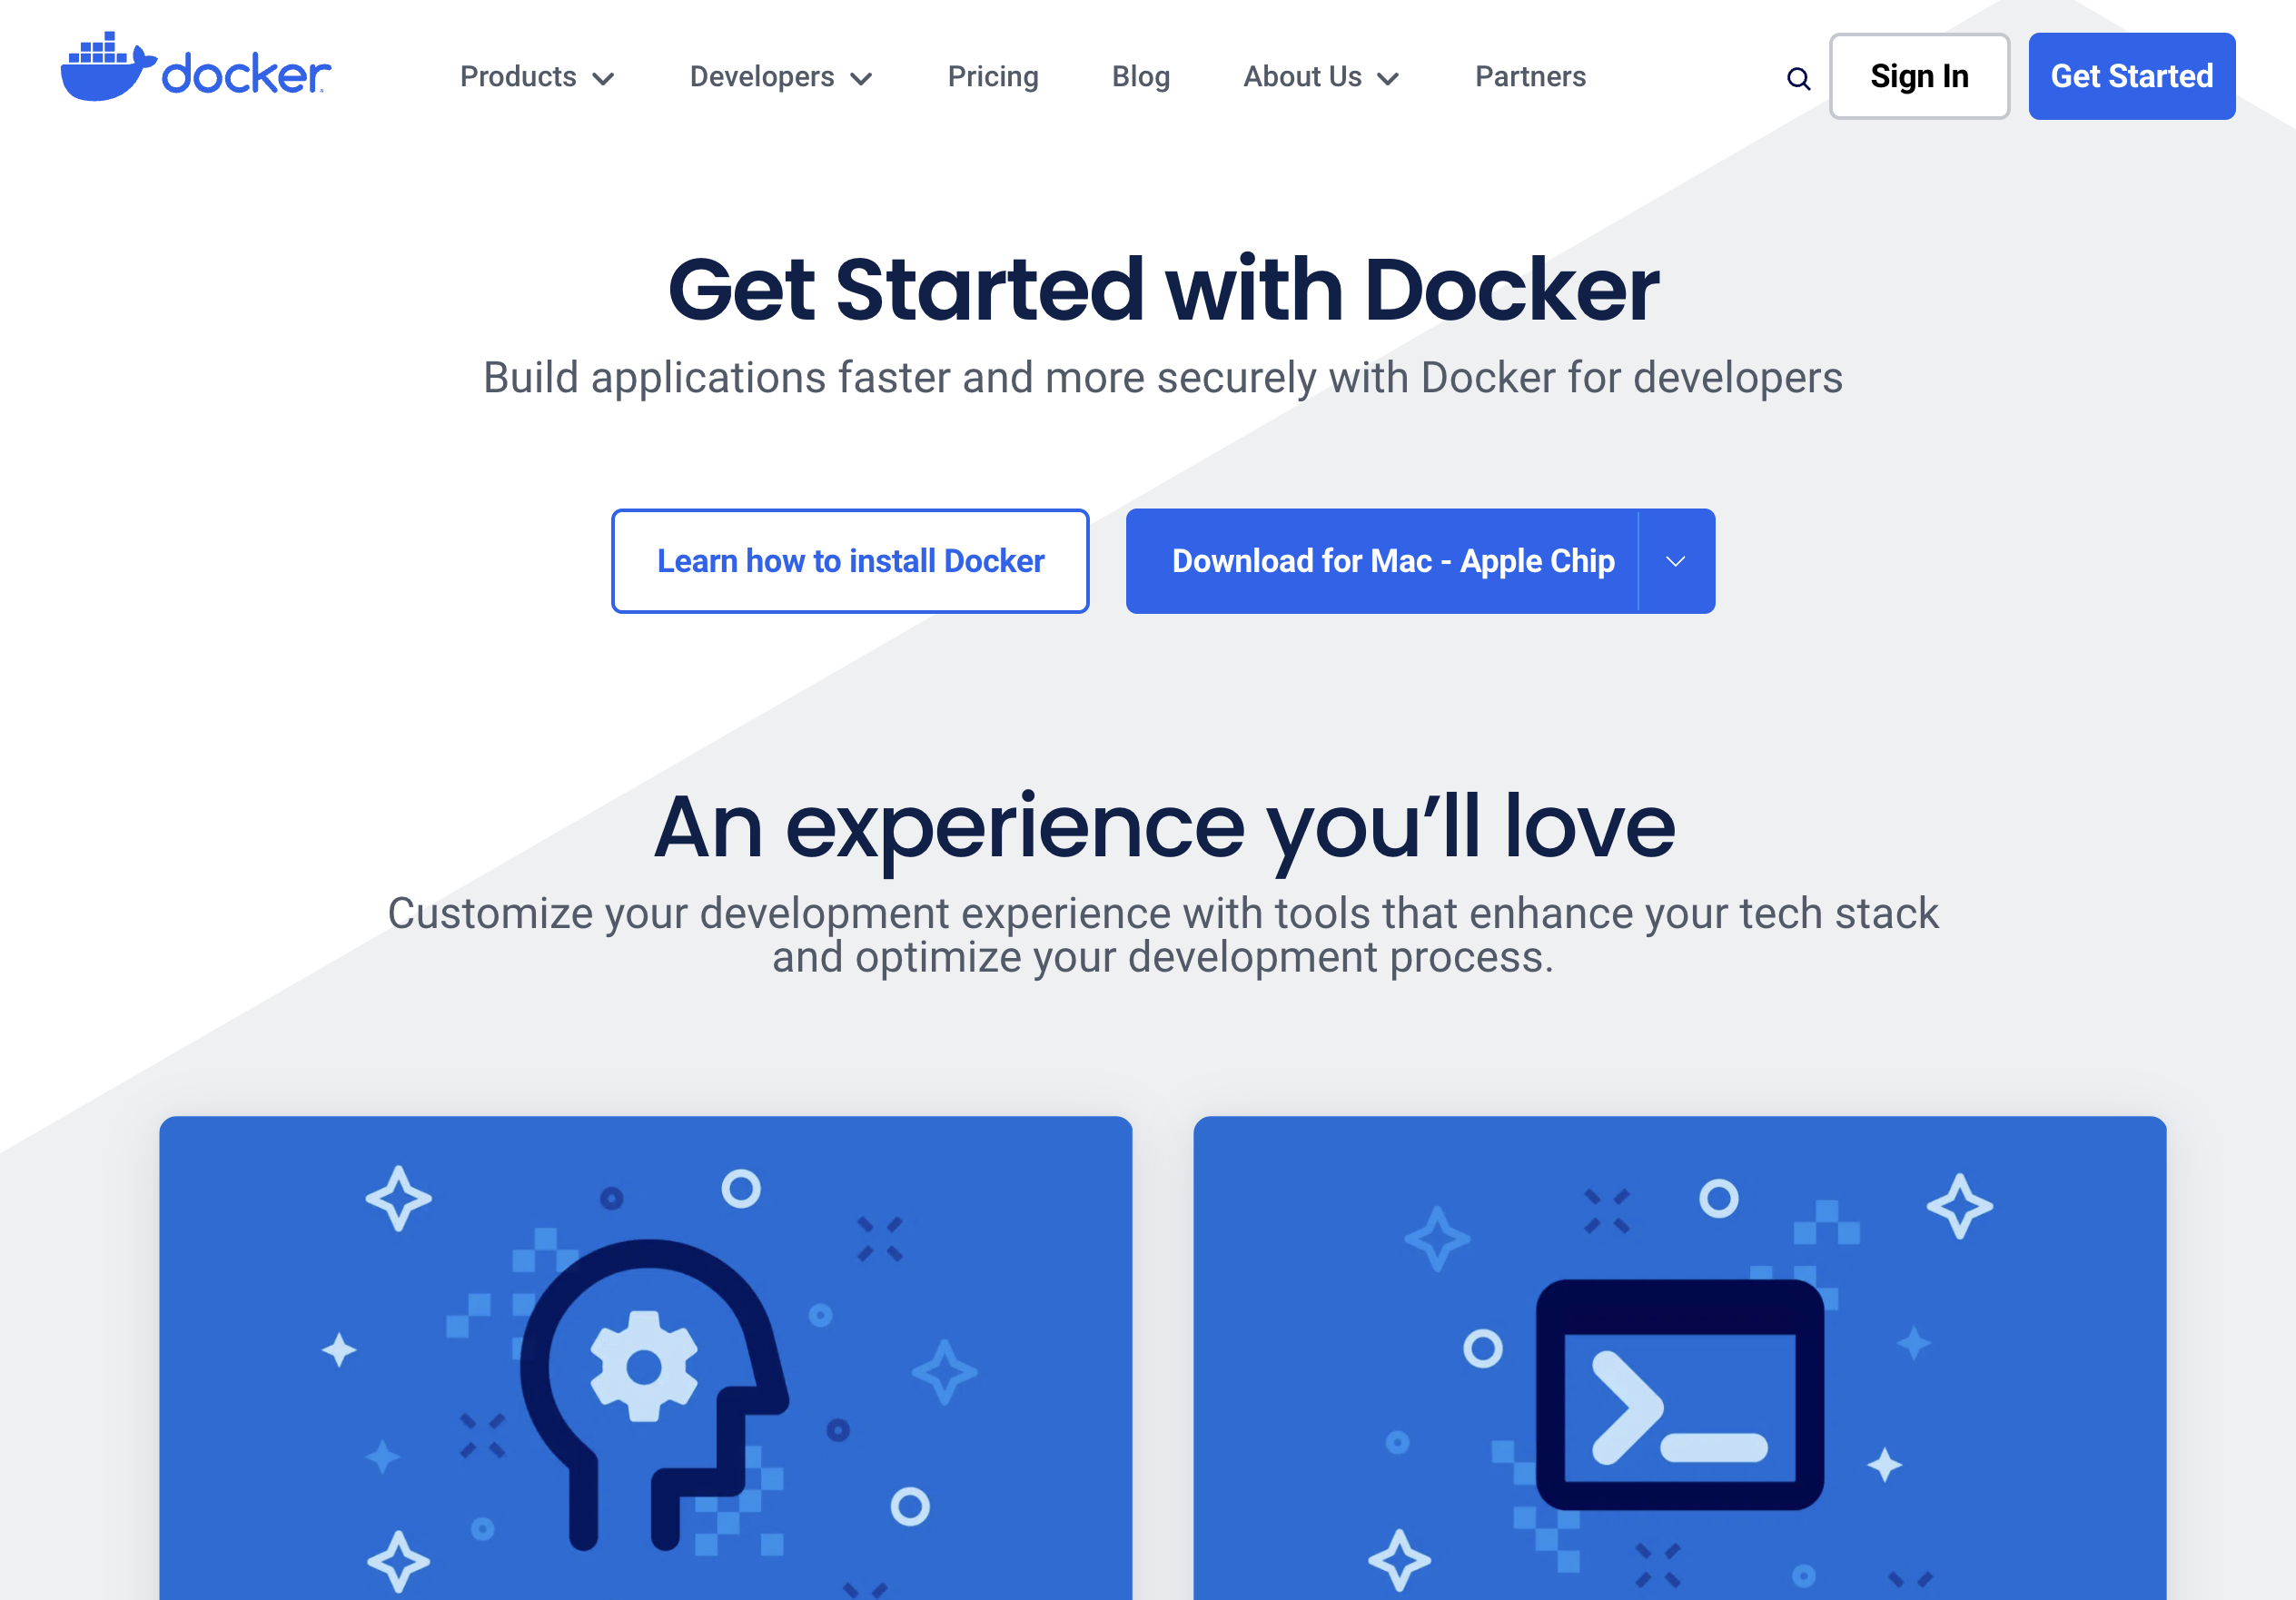 docker
Products
Developers
Pricing
Blog
About Us
Partners
Sign In
Get Started
Get Started with Docker
Build applications faster and more securely with Docker for developers
Learn how to install Docker
Download for Mac - Apple Chip
An experience you’ll love
Customize your development experience with tools that enhance your tech stack
and optimize your development process.